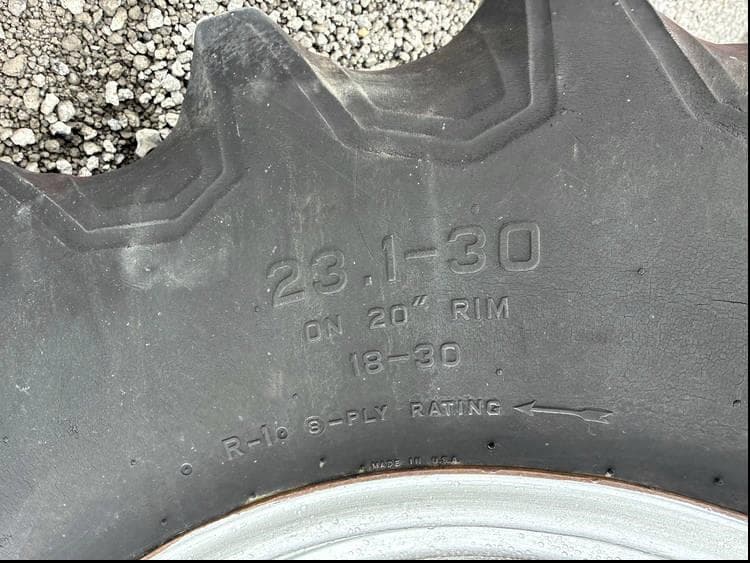 23.1-30
ON 20" RIM
18-30
R-1. 8-PLY RATING
MADE IN U.S.A.